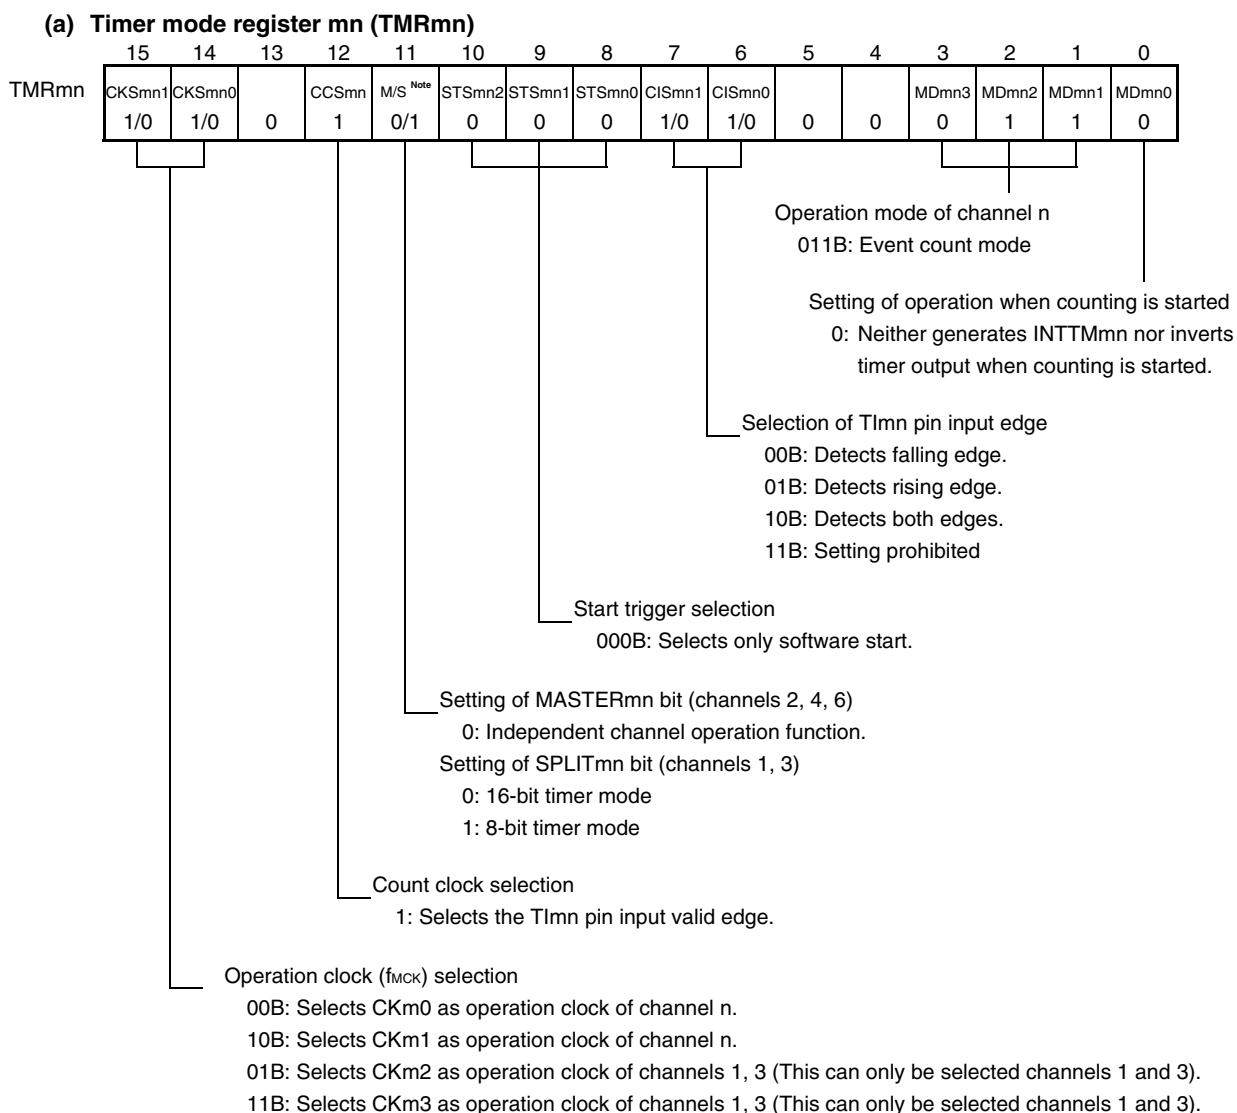 (a) Timer mode register mn (TMRmn)
15 14 13 12 11 10 9 8 7 6 5 4 3 2 1 0
TMRmn CKSmn1 CKSmn0 CCSmn M/S Note STSmn2 STSmn1 STSmn0 CISmn1 CISmn0 MDmn3 MDmn2 MDmn1 MDmn0
1/0 1/0 0 1 0/1 0 0 0 1/0 1/0 0 0 0 1 1 0
Operation mode of channel n
011B: Event count mode
Setting of operation when counting is started
0: Neither generates INTTMmn nor inverts
timer output when counting is started.
Selection of TImn pin input edge
00B: Detects falling edge.
01B: Detects rising edge.
10B: Detects both edges.
11B: Setting prohibited
Start trigger selection
000B: Selects only software start.
Setting of MASTERmn bit (channels 2, 4, 6)
0: Independent channel operation function.
Setting of SPLITmn bit (channels 1, 3)
0: 16-bit timer mode
1: 8-bit timer mode
Count clock selection
1: Selects the TImn pin input valid edge.
Operation clock (fMCK) selection
00B: Selects CKm0 as operation clock of channel n.
10B: Selects CKm1 as operation clock of channel n.
01B: Selects CKm2 as operation clock of channels 1, 3 (This can only be selected channels 1 and 3).
11B: Selects CKm3 as operation clock of channels 1, 3 (This can only be selected channels 1 and 3).